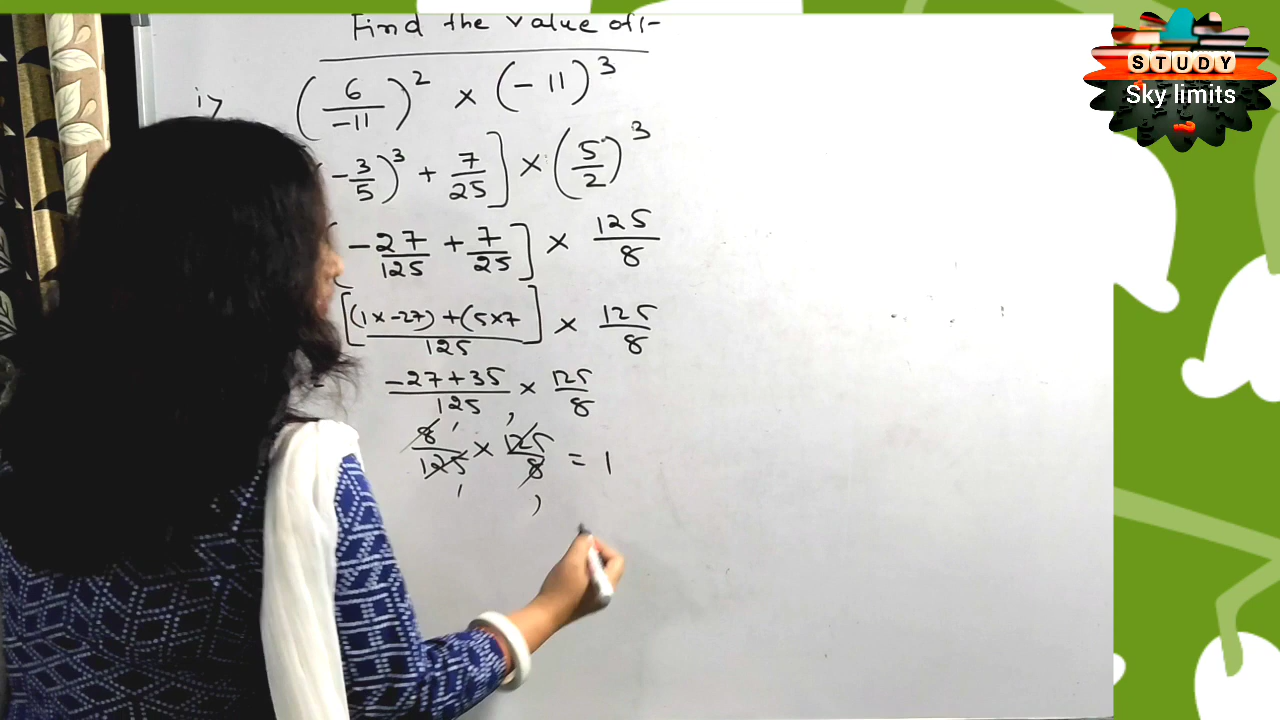 Find the value of :-
i> (6/-11)² × (-11)³
-3/5)³ + 7/25] × (5/2)³
-27/125 + 7/25] × 125/8
[(1×-27)+(5×7/125] × 125/8
-27+35/125 × 125/8
8/125 × 125/8 = 1
STUDY
Sky limits